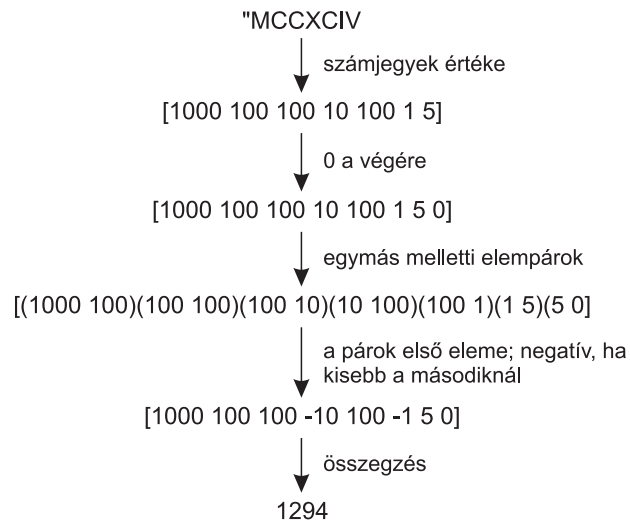 "MCCXCIV
számjegyek értéke
[1000 100 100 10 100 1 5]
0 a végére
[1000 100 100 10 100 1 5 0]
egymás melletti elempárok
[(1000 100)(100 100)(100 10)(10 100)(100 1)(1 5)(5 0]
a párok első eleme; negatív, ha
kisebb a másodiknál
[1000 100 100 -10 100 -1 5 0]
összegzés
1294